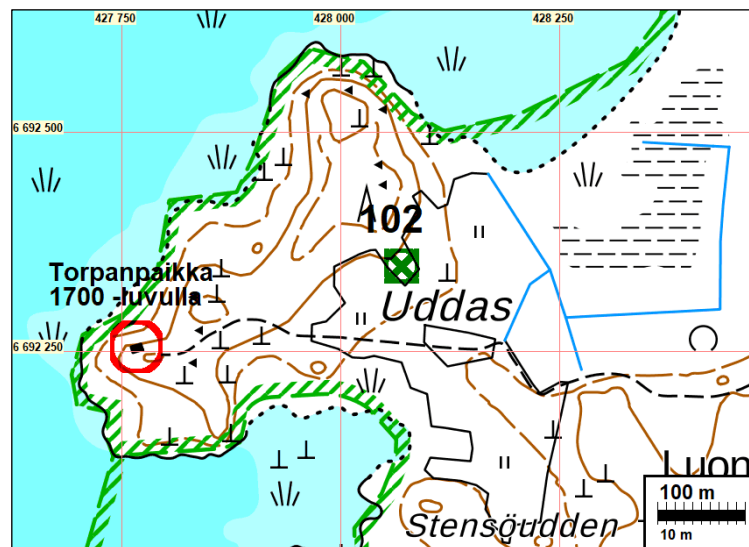 427 750
428 000
428 250
6 692 500
102
Torpanpaikka
1700 -luvulla
Uddas
6 692 250
Luon
100 m
10 m
Stensöudden